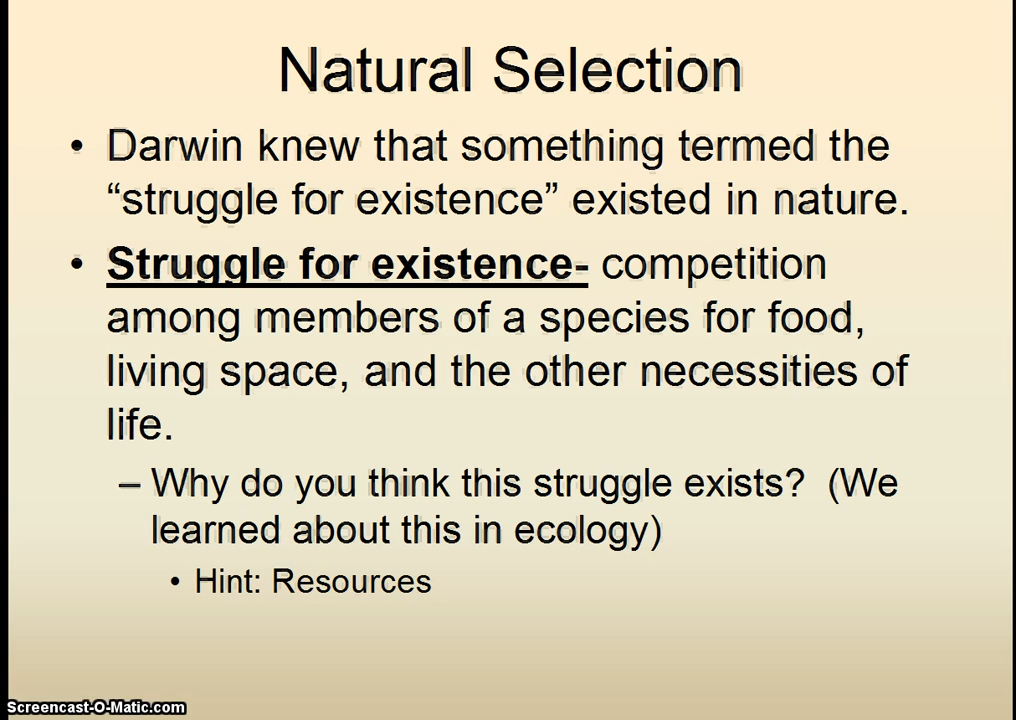 Natural Selection
• Darwin knew that something termed the
“struggle for existence” existed in nature.
• Struggle for existence- competition
among members of a species for food,
living space, and the other necessities of
life.
– Why do you think this struggle exists? (We
learned about this in ecology)
• Hint: Resources
Screencast-O-Matic.com